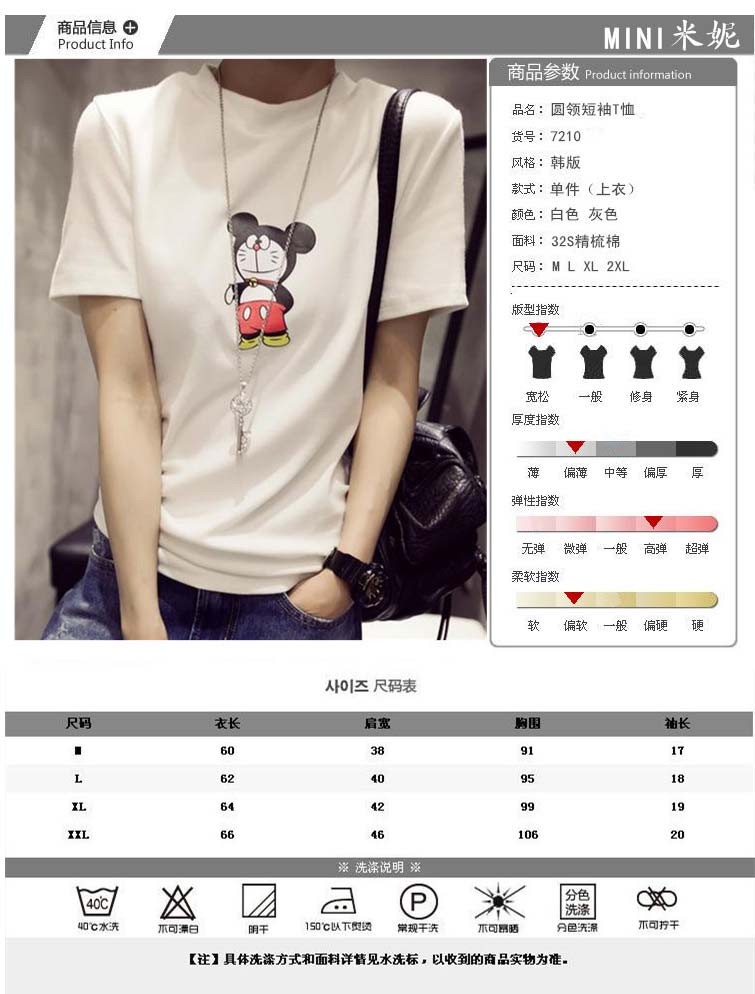 商品信息
Product Info
MINI米妮
商品参数 Product information
品名：圆领短袖T恤
货号：7210
风格：韩版
款式：单件（上衣）
颜色：白色 灰色
面料：32S精梳棉
尺码：M L XL 2XL
版型指数
宽松 一般 修身 紧身
厚度指数
薄 偏薄 中等 偏厚 厚
弹性指数
无弹 微弹 一般 高弹 超弹
柔软指数
软 偏软 一般 偏硬 硬
사이즈 尺码表
尺码 衣长 肩宽 胸围 袖长
M 60 38 91 17
L 62 40 95 18
XL 64 42 99 19
XXL 66 46 106 20
※ 洗涤说明 ※
40℃ P 分色
洗涤
40℃水洗 不可漂白 阴干 150℃以下熨烫 常规干洗 不可曝晒 分色洗涤 不可拧干
【注】具体洗涤方式和面料详情见水洗标，以收到的商品实物为准。